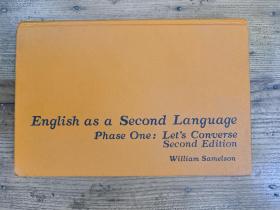 English as a Second Language
Phase One: Let's Converse
Second Edition
William Samelson